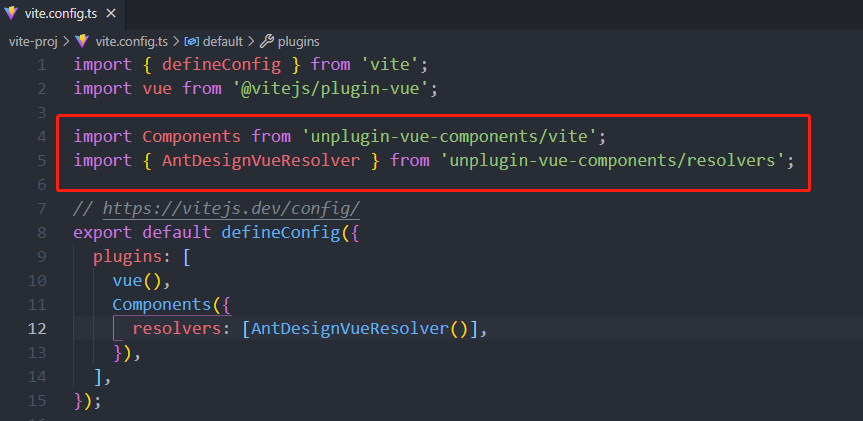 vite.config.ts ×
vite-proj > vite.config.ts > default > plugins
1 import { defineConfig } from 'vite';
2 import vue from '@vitejs/plugin-vue';
3
4 import Components from 'unplugin-vue-components/vite';
5 import { AntDesignVueResolver } from 'unplugin-vue-components/resolvers';
6
7 // https://vitejs.dev/config/
8 export default defineConfig({
9   plugins: [
10     vue(),
11     Components({
12       resolvers: [AntDesignVueResolver()],
13     }),
14   ],
15 });